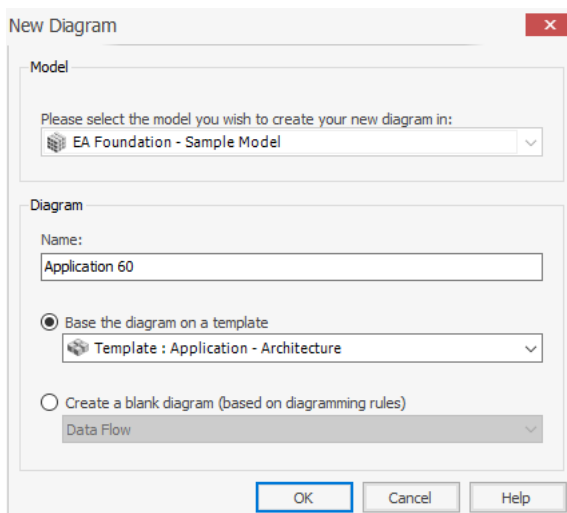 New Diagram
Model
Please select the model you wish to create your new diagram in:
EA Foundation - Sample Model
Diagram
Name:
Application 60
Base the diagram on a template
Template : Application - Architecture
Create a blank diagram (based on diagramming rules)
Data Flow
OK Cancel Help